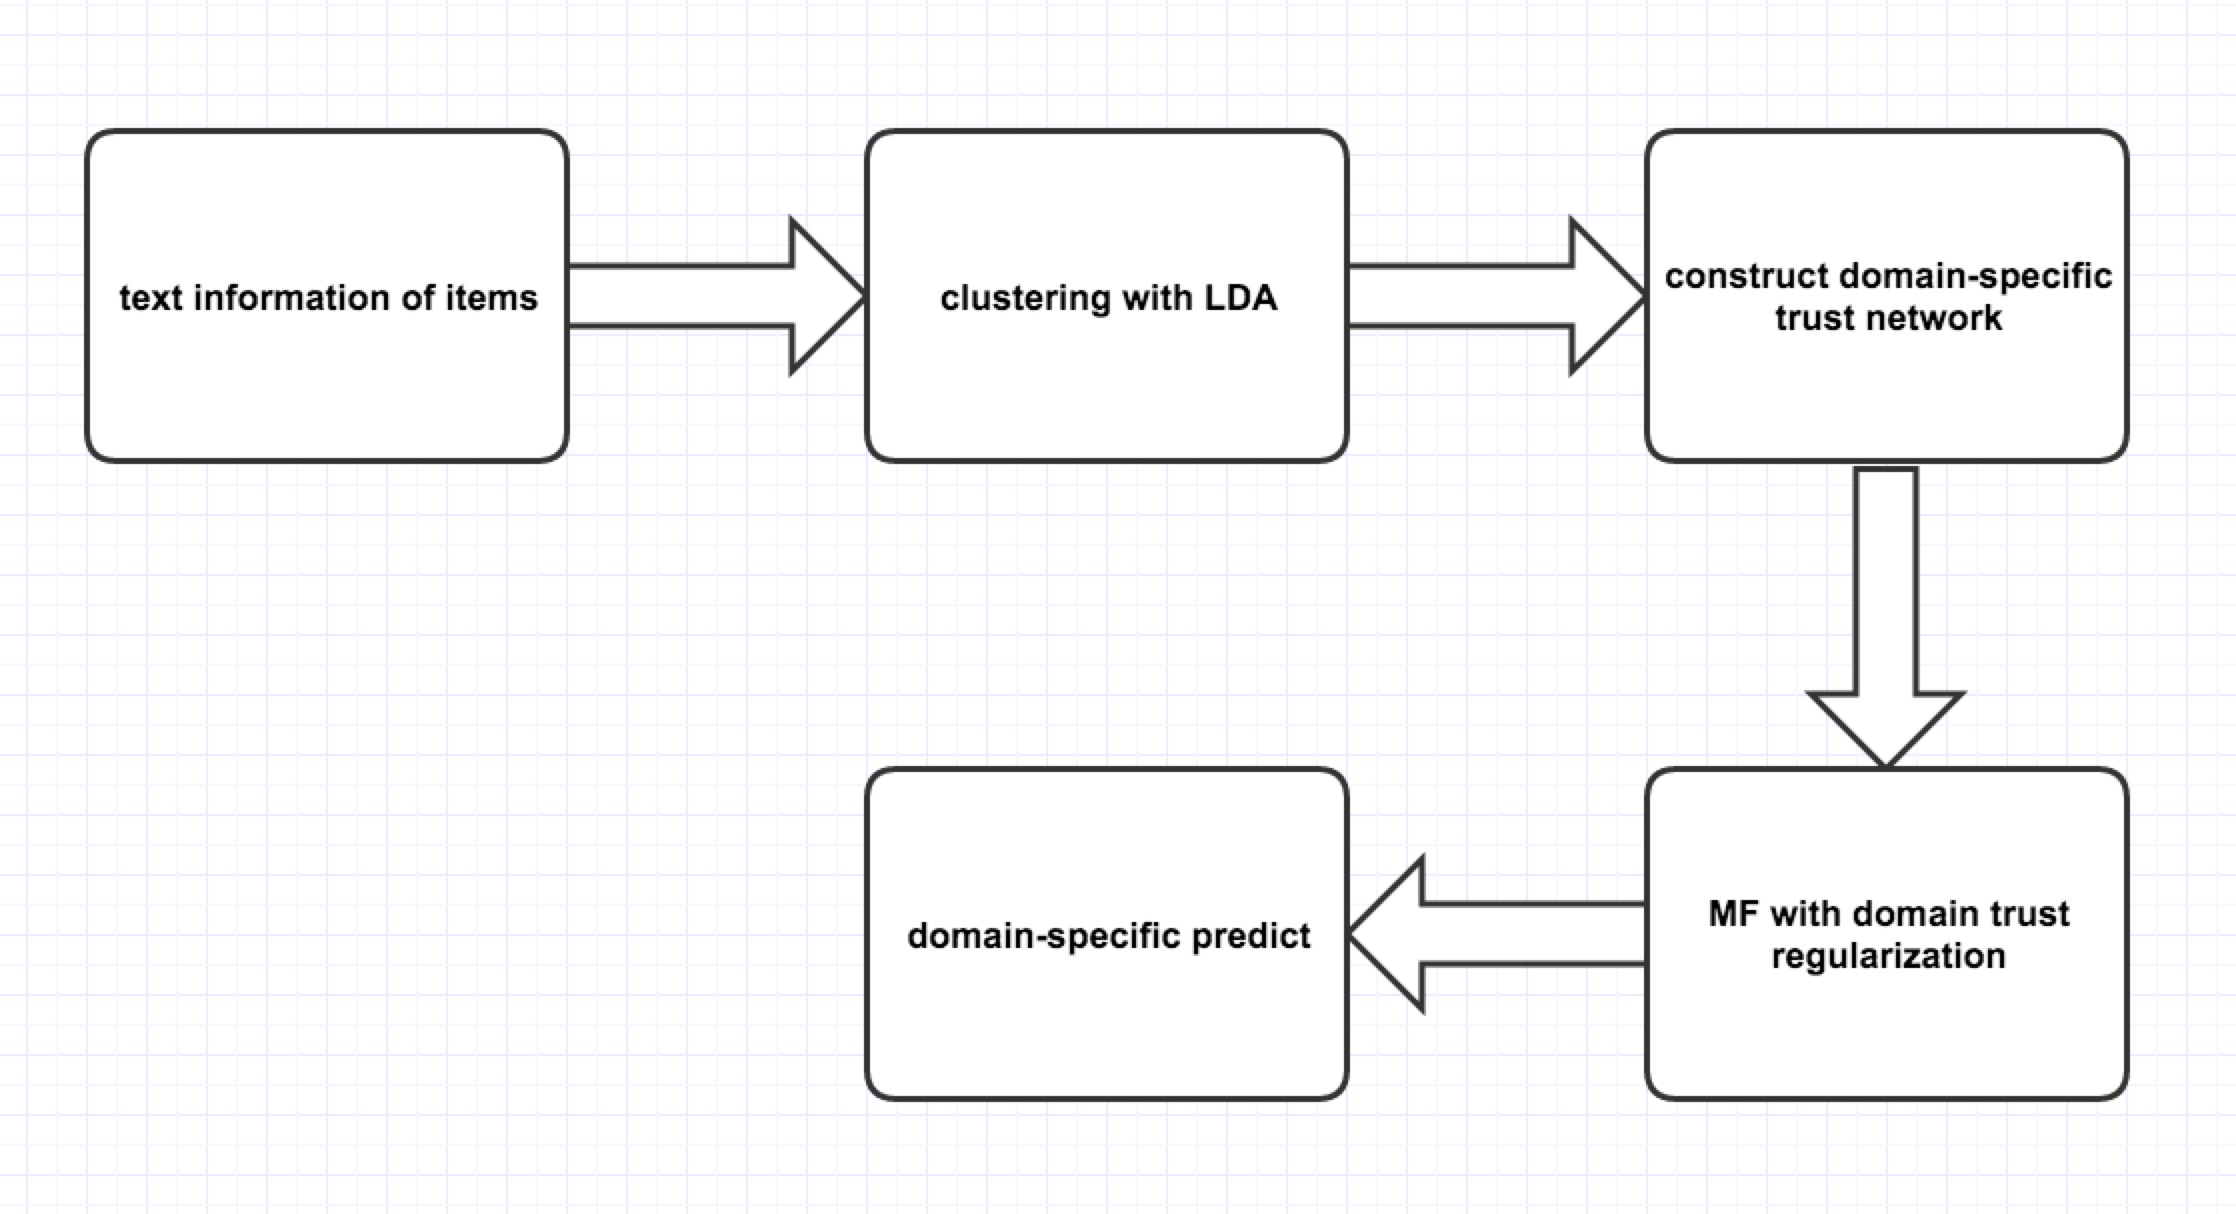 text information of items
clustering with LDA
construct domain-specific
trust network
MF with domain trust
regularization
domain-specific predict